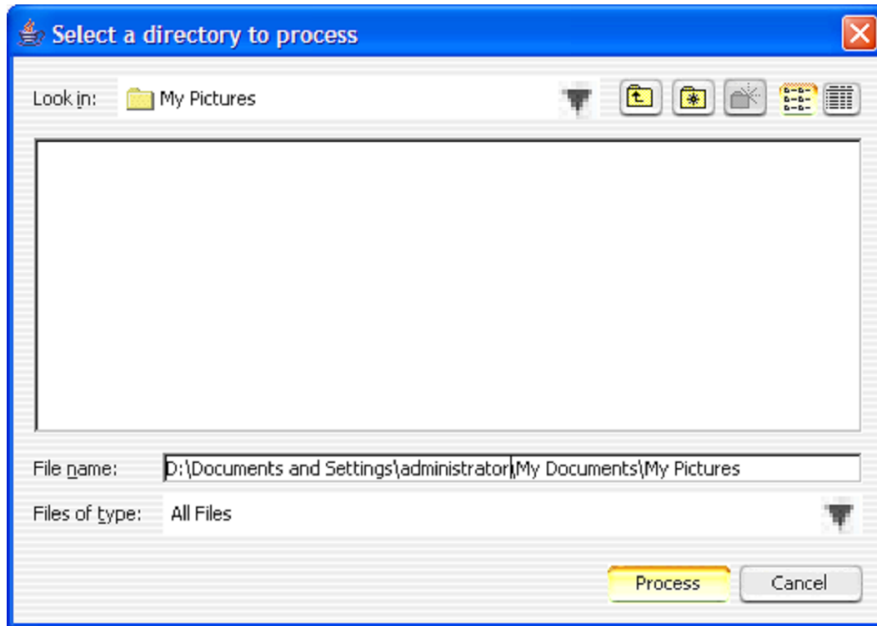 Select a directory to process
Look in: My Pictures
File name: D:\Documents and Settings\administrator\My Documents\My Pictures
Files of type: All Files
Process Cancel